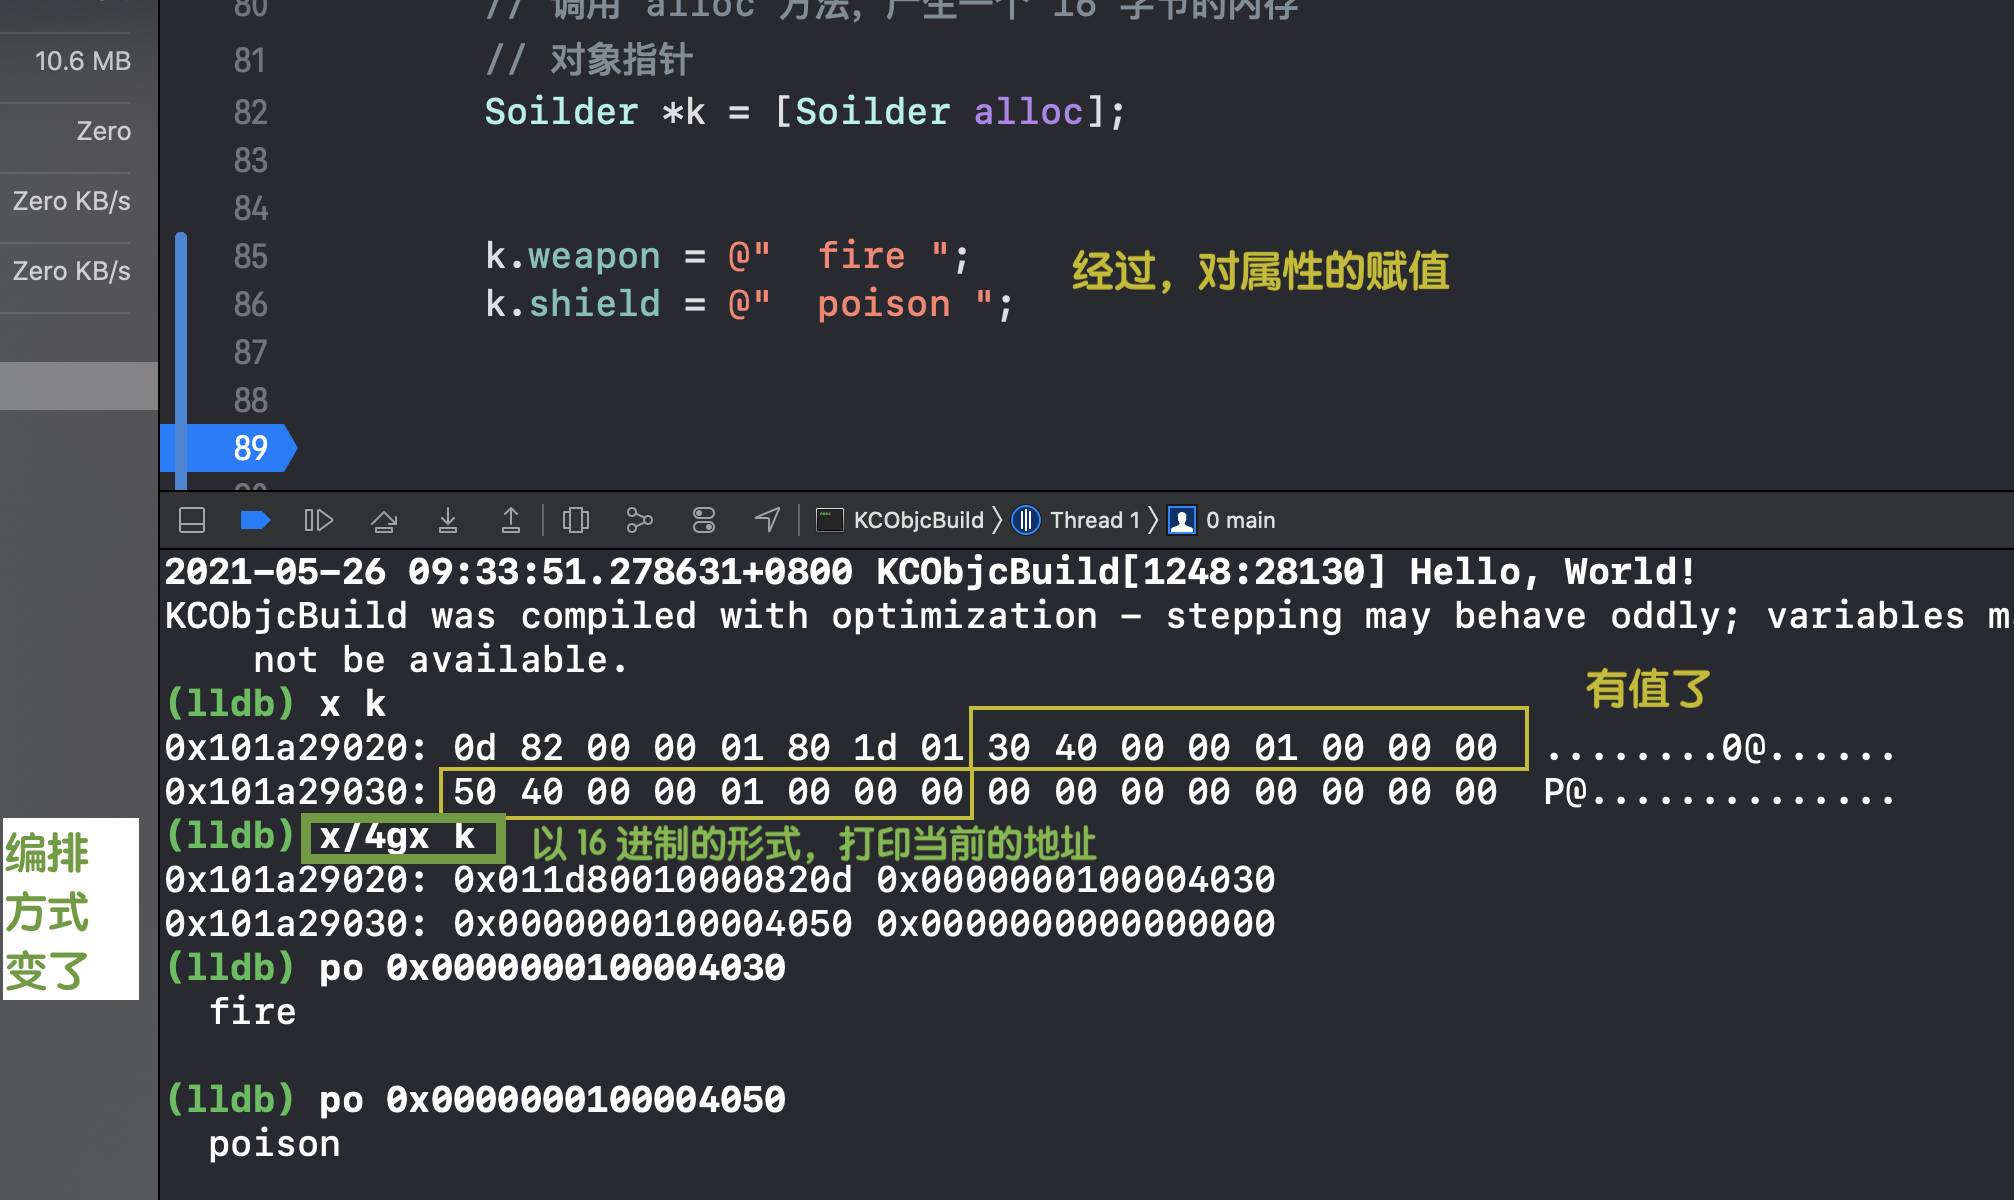 10.6 MB
Zero
Zero KB/s
Zero KB/s
80 // 调用 alloc 方法，产生一个 16 字节的内存
81 // 对象指针
82 Soilder *k = [Soilder alloc];
83
84
85 k.weapon = @"  fire ";
经过，对属性的赋值
86 k.shield = @"  poison ";
87
88
89
90
KCObjcBuild 〉 Thread 1 〉 0 main
2021-05-26 09:33:51.278631+0800 KCObjcBuild[1248:28130] Hello, World!
KCObjcBuild was compiled with optimization - stepping may behave oddly; variables
not be available.
有值了
(lldb) x k
0x101a29020: 0d 82 00 00 01 80 1d 01 30 40 00 00 01 00 00 00 ........0@......
0x101a29030: 50 40 00 00 01 00 00 00 00 00 00 00 00 00 00 00 P@..............
(lldb) x/4gx k 以 16 进制的形式，打印当前的地址
0x101a29020: 0x011d80010000820d 0x0000000100004030
0x101a29030: 0x0000000100004050 0x0000000000000000
(lldb) po 0x0000000100004030
fire
(lldb) po 0x0000000100004050
poison
编排
方式
变了